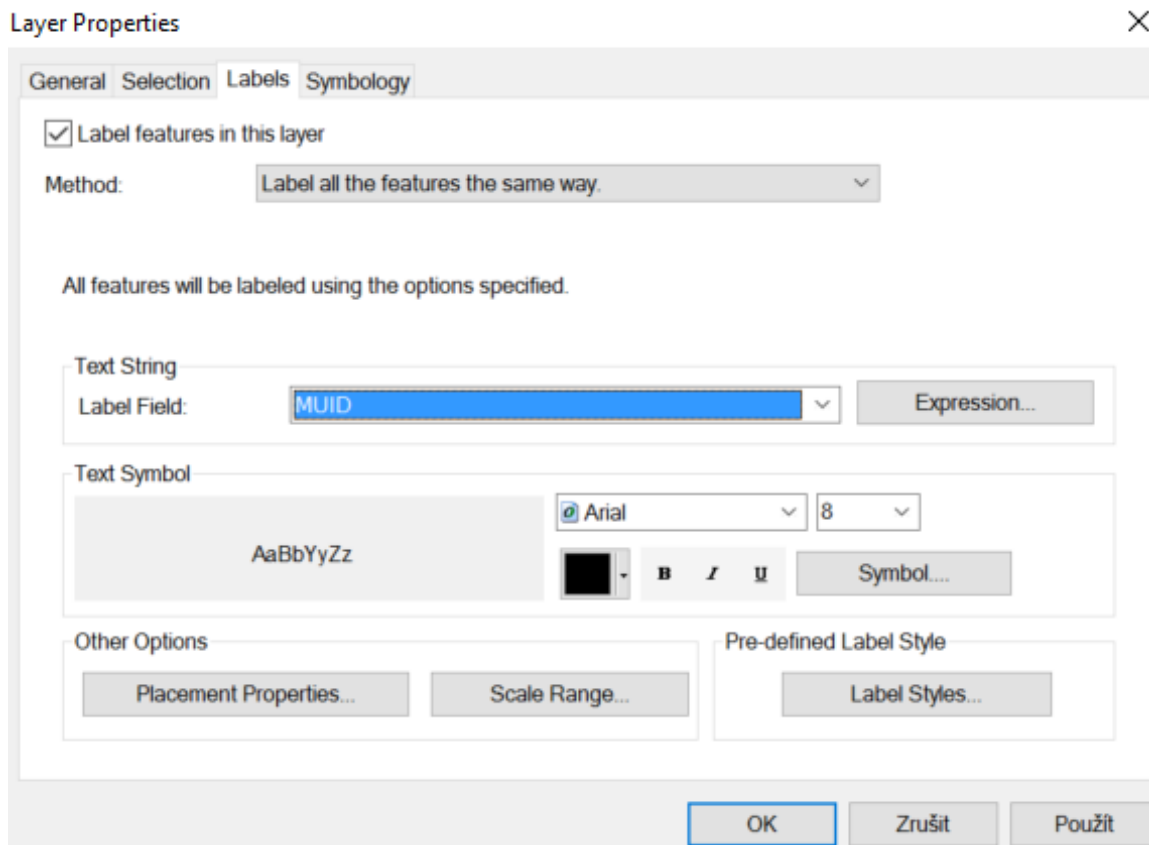 Layer Properties
General Selection Labels Symbology
Label features in this layer
Method: Label all the features the same way.
All features will be labeled using the options specified.
Text String
Label Field: MUID Expression...
Text Symbol
AaBbYyZz Arial 8
B I U Symbol....
Other Options Pre-defined Label Style
Placement Properties... Scale Range... Label Styles...
OK Zrušit Použít